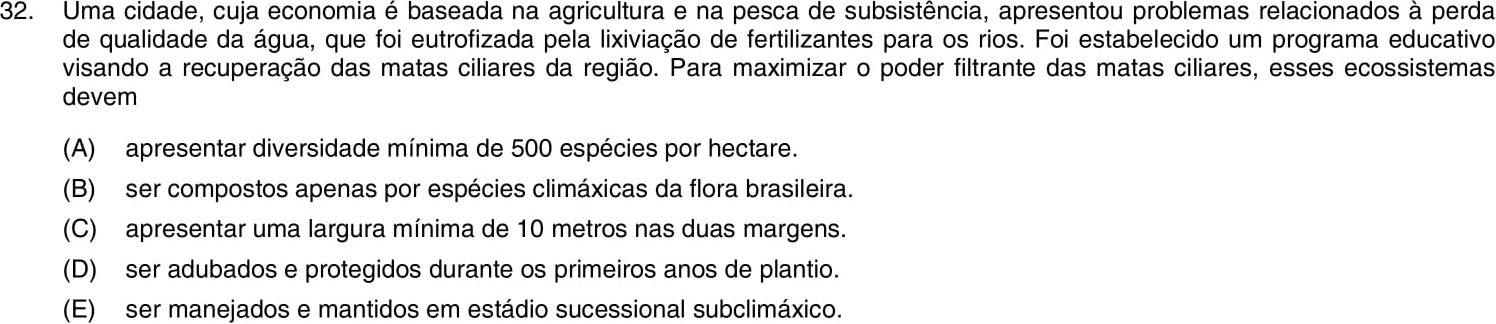 32. Uma cidade, cuja economia é baseada na agricultura e na pesca de subsistência, apresentou problemas relacionados à perda
de qualidade da água, que foi eutrofizada pela lixiviação de fertilizantes para os rios. Foi estabelecido um programa educativo
visando a recuperação das matas ciliares da região. Para maximizar o poder filtrante das matas ciliares, esses ecossistemas
devem
(A) apresentar diversidade mínima de 500 espécies por hectare.
(B) ser compostos apenas por espécies climáxicas da flora brasileira.
(C) apresentar uma largura mínima de 10 metros nas duas margens.
(D) ser adubados e protegidos durante os primeiros anos de plantio.
(E) ser manejados e mantidos em estádio sucessional subclimáxico.